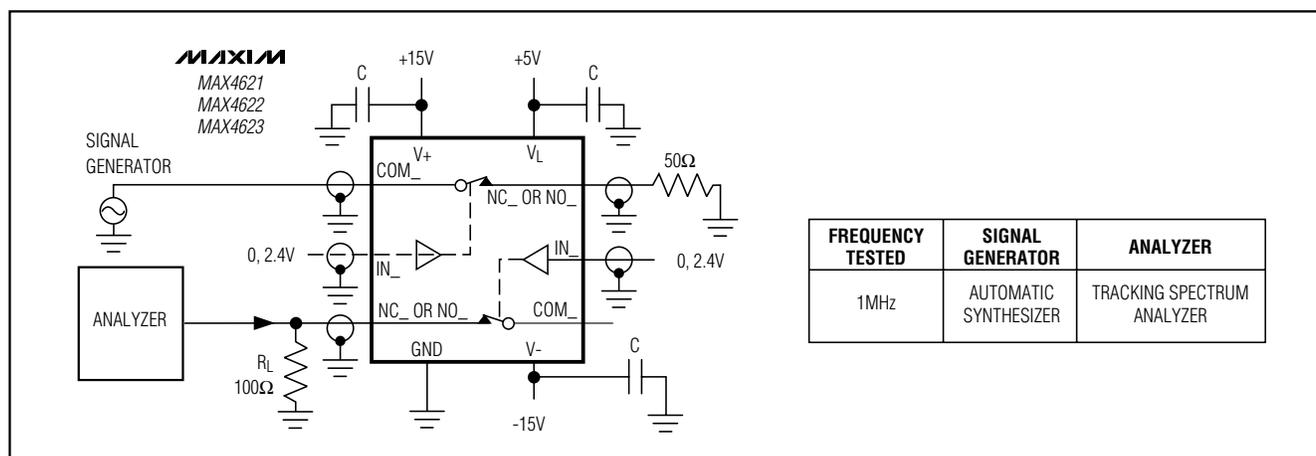 MAXIM
MAX4621
MAX4622
MAX4623
+15V
+5V
C
C
V+
VL
SIGNAL
GENERATOR
COM_
50Ω
NC_ OR NO_
0, 2.4V
IN_
IN_
0, 2.4V
ANALYZER
NC_ OR NO_
COM_
RL
100Ω
GND
V-
C
-15V
FREQUENCY
TESTED
SIGNAL
GENERATOR
ANALYZER
1MHz
AUTOMATIC
SYNTHESIZER
TRACKING SPECTRUM
ANALYZER